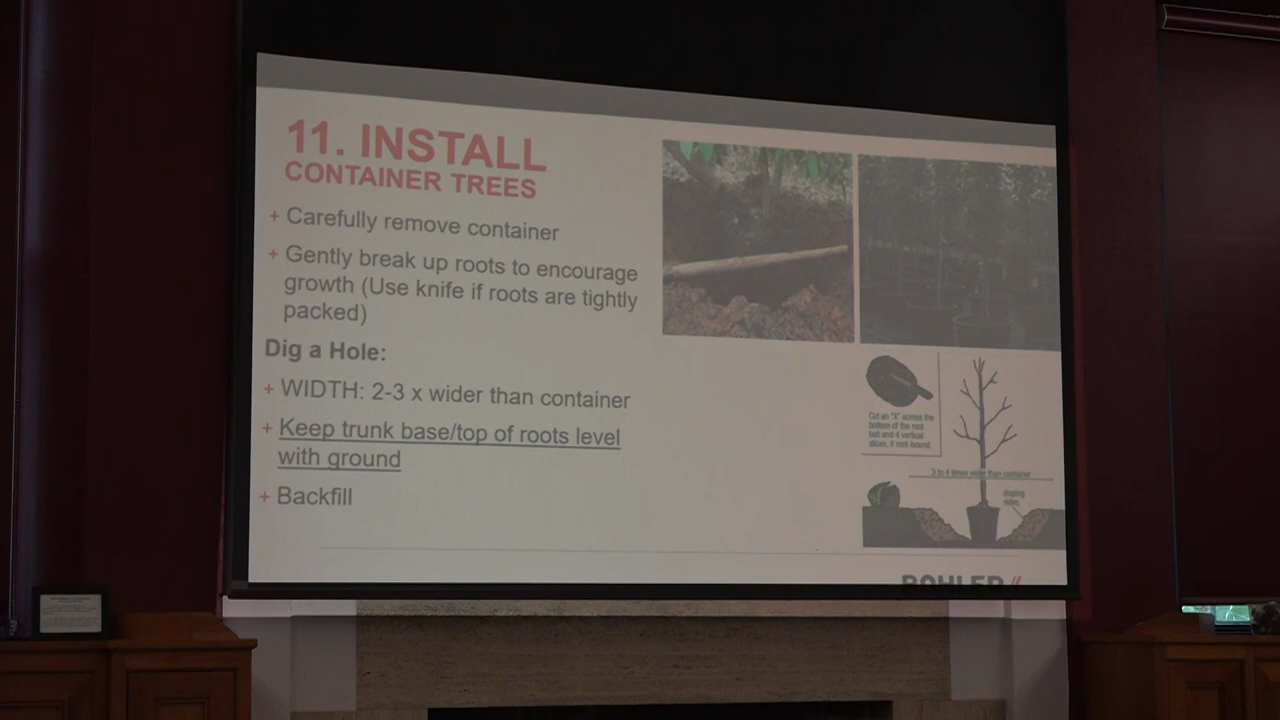 11. INSTALL
CONTAINER TREES
+ Carefully remove container
+ Gently break up roots to encourage
growth (Use knife if roots are tightly
packed)
Dig a Hole:
+ WIDTH: 2-3 x wider than container
+ Keep trunk base/top of roots level
with ground
+ Backfill
Cut an "X" across the
bottom of the root
ball and 4 vertical
slices, if root-bound.
3 to 4 times wider than container
sloping
sides
BOHLER //